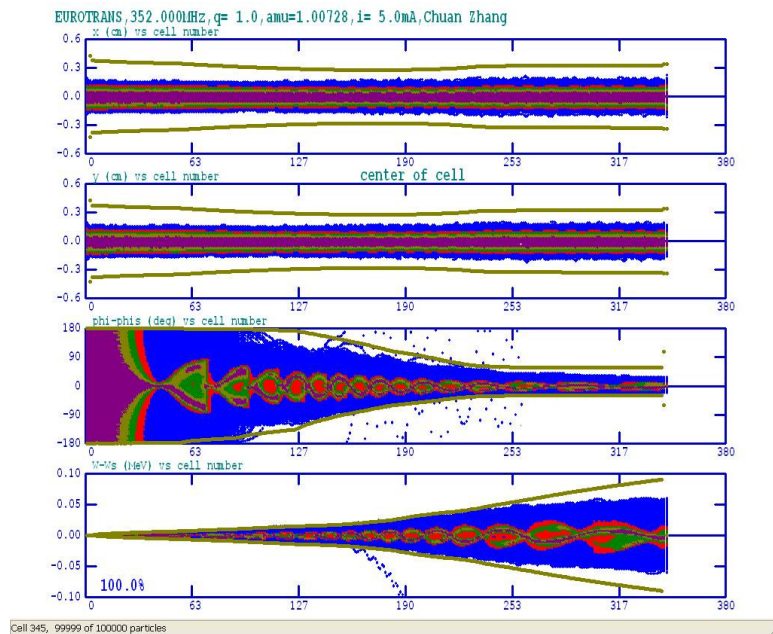 EUROTRANS,352.000MHz,q= 1.0,amu=1.00728,i= 5.0mA,Chuan Zhang
x (cm) vs cell number
0.6
0.3
0.0
-0.3
-0.6
0 63 127 190 253 317 380
y (cm) vs cell number center of cell
0.6
0.3
0.0
-0.3
-0.6
0 63 127 190 253 317 380
phi-phis (deg) vs cell number
180
90
0
-90
-180
0 63 127 190 253 317 380
W-Ws (MeV) vs cell number
0.10
0.05
0.00
-0.05
-0.10
100.0%
0 63 127 190 253 317 380
Cell 345, 99999 of 100000 particles